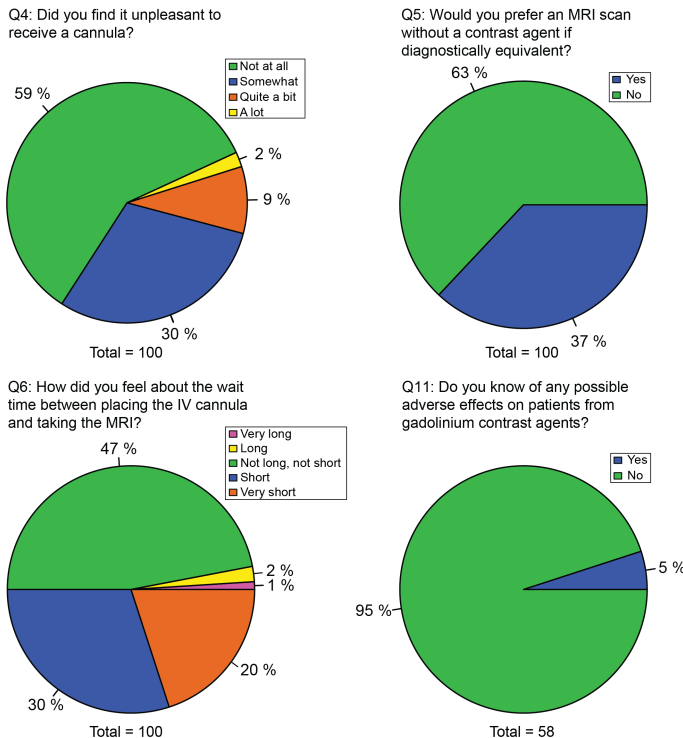 Q4: Did you find it unpleasant to
receive a cannula?
Not at all
Somewhat
Quite a bit
A lot
59 %
2 %
9 %
30 %
Total = 100
Q5: Would you prefer an MRI scan
without a contrast agent if
diagnostically equivalent?
63 %
Yes
No
37 %
Total = 100
Q6: How did you feel about the wait
time between placing the IV cannula
and taking the MRI?
Very long
Long
Not long, not short
Short
Very short
47 %
2 %
1 %
20 %
30 %
Total = 100
Q11: Do you know of any possible
adverse effects on patients from
gadolinium contrast agents?
Yes
No
5 %
95 %
Total = 58